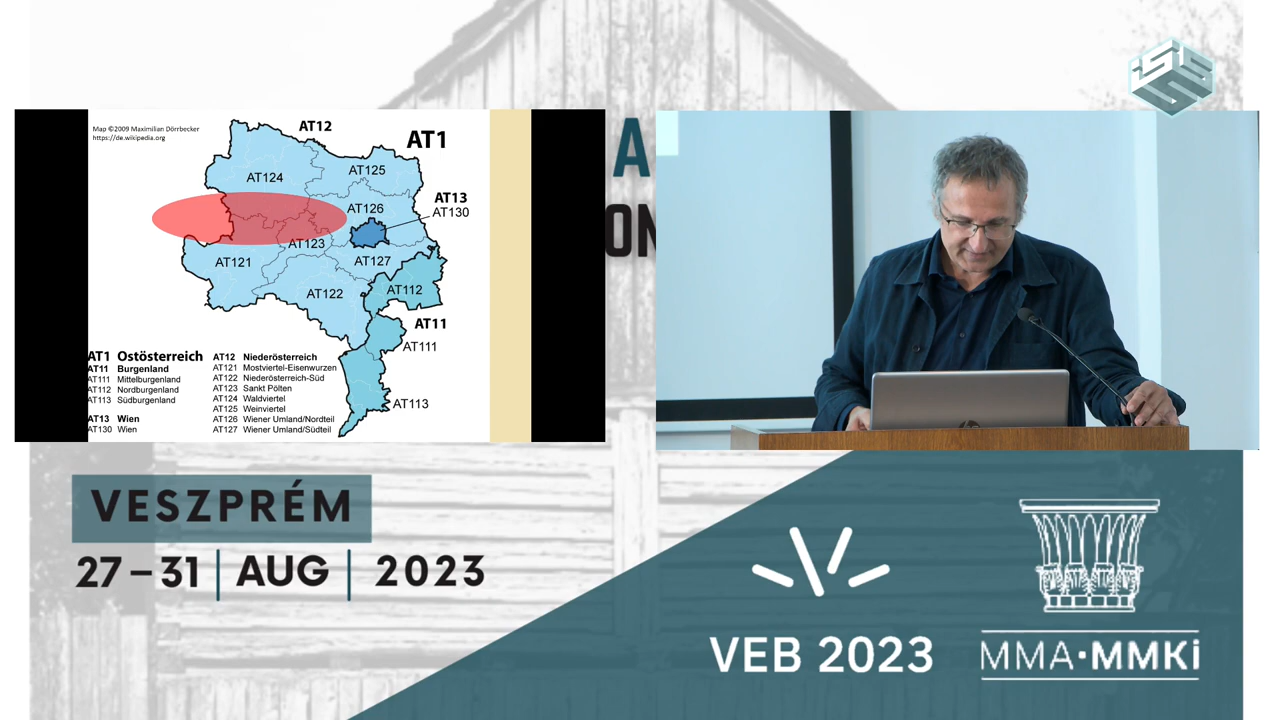 Map ©2009 Maximilian Dörrbecker
https://de.wikipedia.org
AT12
AT1
AT124
AT125
AT13
AT130
AT126
AT123
AT121
AT127
AT122
AT112
AT11
AT111
AT113
AT1 Ostösterreich
AT11 Burgenland
AT111 Mittelburgenland
AT112 Nordburgenland
AT113 Südburgenland
AT13 Wien
AT130 Wien
AT12 Niederösterreich
AT121 Mostviertel-Eisenwurzen
AT122 Niederösterreich-Süd
AT123 Sankt Pölten
AT124 Waldviertel
AT125 Weinviertel
AT126 Wiener Umland/Nordteil
AT127 Wiener Umland/Südteil
A
ON
VESZPRÉM
27–31 | AUG | 2023
VEB 2023
MMA·MMKi